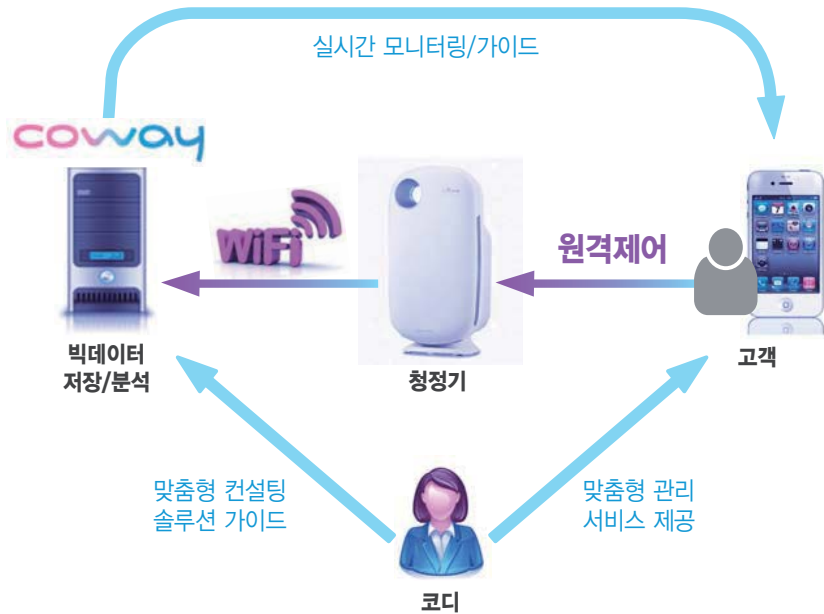 실시간 모니터링/가이드
coway
WiFi
원격제어
빅데이터
저장/분석
청정기
고객
맞춤형 컨설팅
솔루션 가이드
맞춤형 관리
서비스 제공
코디